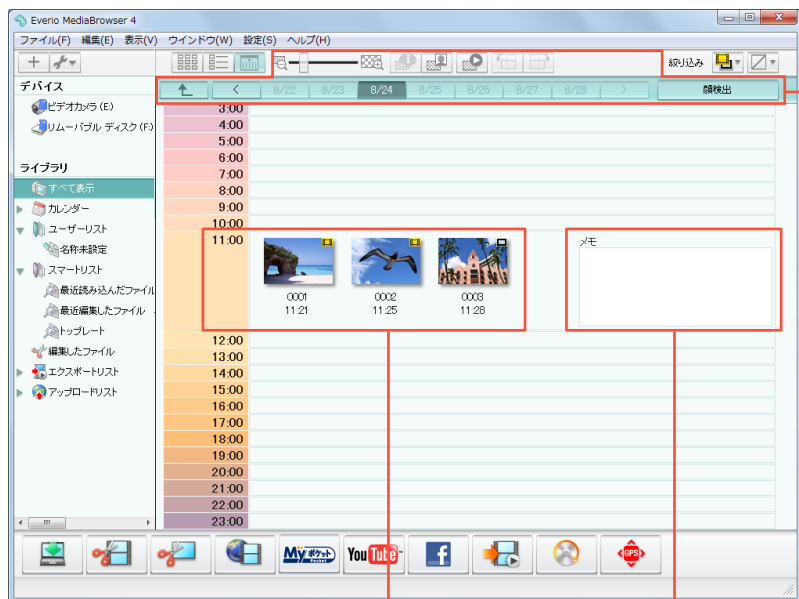 Everio MediaBrowser 4
ファイル(F) 編集(E) 表示(V) ウインドウ(W) 設定(S) ヘルプ(H)
絞り込み
デバイス
ビデオカメラ (E:)
リムーバブル ディスク (F:)
ライブラリ
すべて表示
カレンダー
ユーザーリスト
名称未設定
スマートリスト
最近読み込んだファイル
最近編集したファイル
トップレート
編集したファイル
エクスポートリスト
アップロードリスト
8/22 8/23 8/24 8/25 8/26 8/27 8/28
顔検出
3:00
4:00
5:00
6:00
7:00
8:00
9:00
10:00
11:00
0001
11:21
0002
11:25
0003
11:28
メモ
12:00
13:00
14:00
15:00
16:00
17:00
18:00
19:00
20:00
21:00
22:00
23:00
Myポケット
Pocket
YouTube
f
GPS